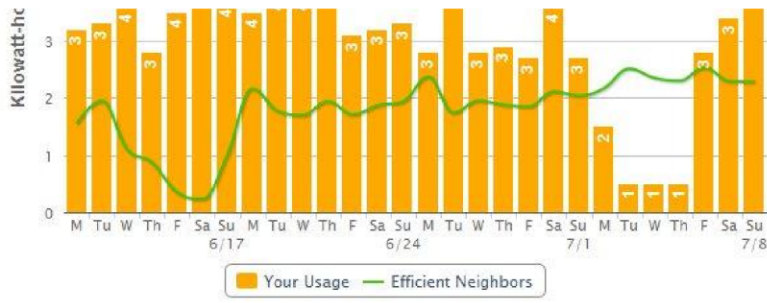 Kilowatt-ho
3
2
1
0
3 3 4 3 3 4 4 4 3 3 3 3 3 3 3 4 3 2 1 1 1 3 3
M Tu W Th F Sa Su M Tu W Th F Sa Su M Tu W Th F Sa Su M Tu W Th F Sa Su
6/17 6/24 7/1 7/8
Your Usage Efficient Neighbors